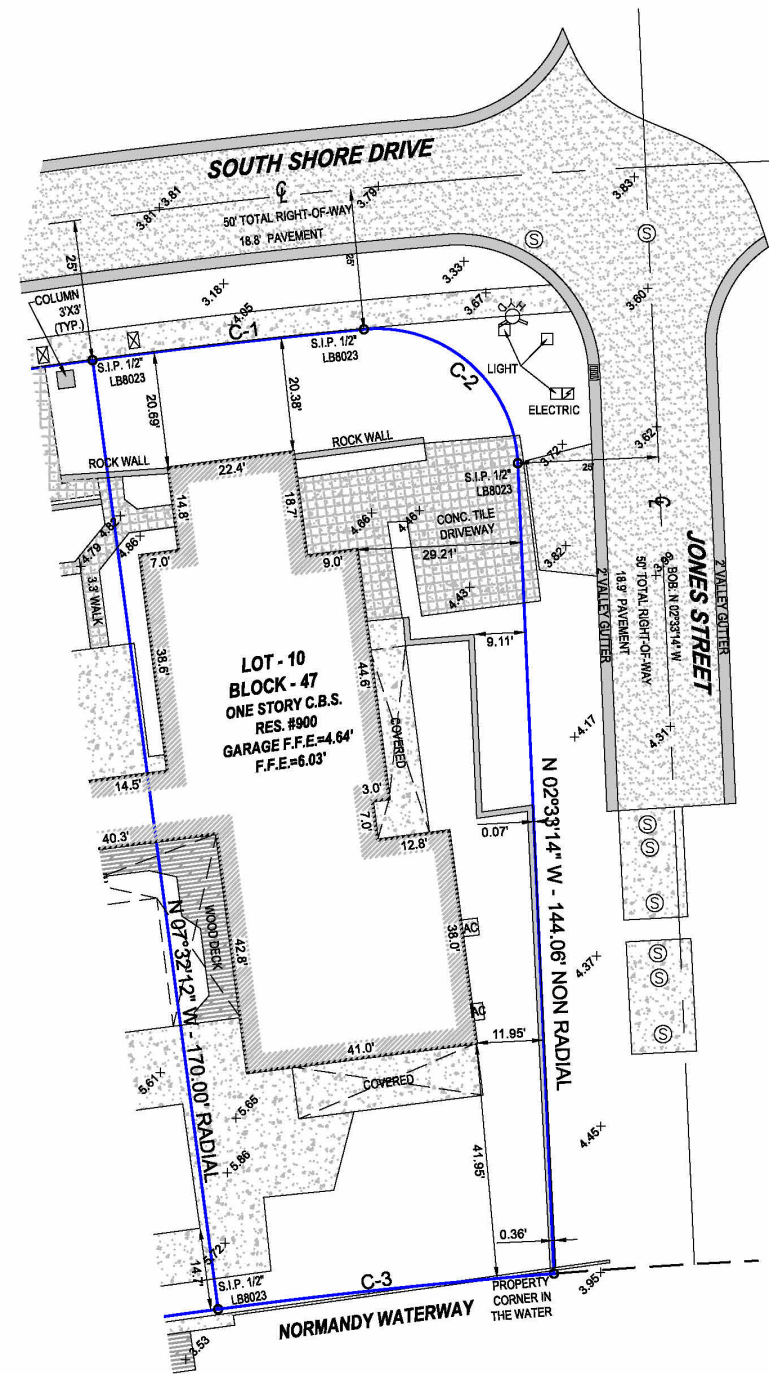 SOUTH SHORE DRIVE
3.81
3.81
3.79
3.83
50' TOTAL RIGHT-OF-WAY
18.8' PAVEMENT
25'
25'
3.18
4.05
3.33
3.67
3.60
S
S
COLUMN
3'X3'
(TYP.)
C-1
C-2
S.I.P. 1/2"
LB8023
S.I.P. 1/2"
LB8023
LIGHT
ELECTRIC
20.69'
20.38'
ROCK WALL
ROCK WALL
22.4'
3.72
3.62
25'
S.I.P. 1/2"
LB8023
14.8'
18.7'
4.66
4.46
CONC. TILE
DRIVEWAY
29.21'
4.82
4.79
4.86
7.0'
9.0'
3.82
4.43
3.3' WALK
JONES STREET
BOB: N 02°33'14" W
50' TOTAL RIGHT-OF-WAY
18.9' PAVEMENT
2' VALLEY GUTTER
2' VALLEY GUTTER
9.11'
38.6'
LOT - 10
BLOCK - 47
ONE STORY C.B.S.
RES. #900
GARAGE F.F.E.=4.64'
F.F.E.=6.03'
44.6'
COVERED
4.17
4.31
14.5'
3.0'
7.0'
0.07'
12.8'
40.3'
N 02°33'14" W - 144.06' NON RADIAL
S
S
S
S
S
S
WOOD DECK
42.8'
38.0'
AC
AC
4.37
N 07°32'12" W - 170.00' RADIAL
41.0'
11.95'
COVERED
5.61
5.65
5.86
4.45
41.95'
0.36'
5.72
14.7'
S.I.P. 1/2"
LB8023
C-3
PROPERTY
CORNER IN
THE WATER
3.95
NORMANDY WATERWAY
3.53